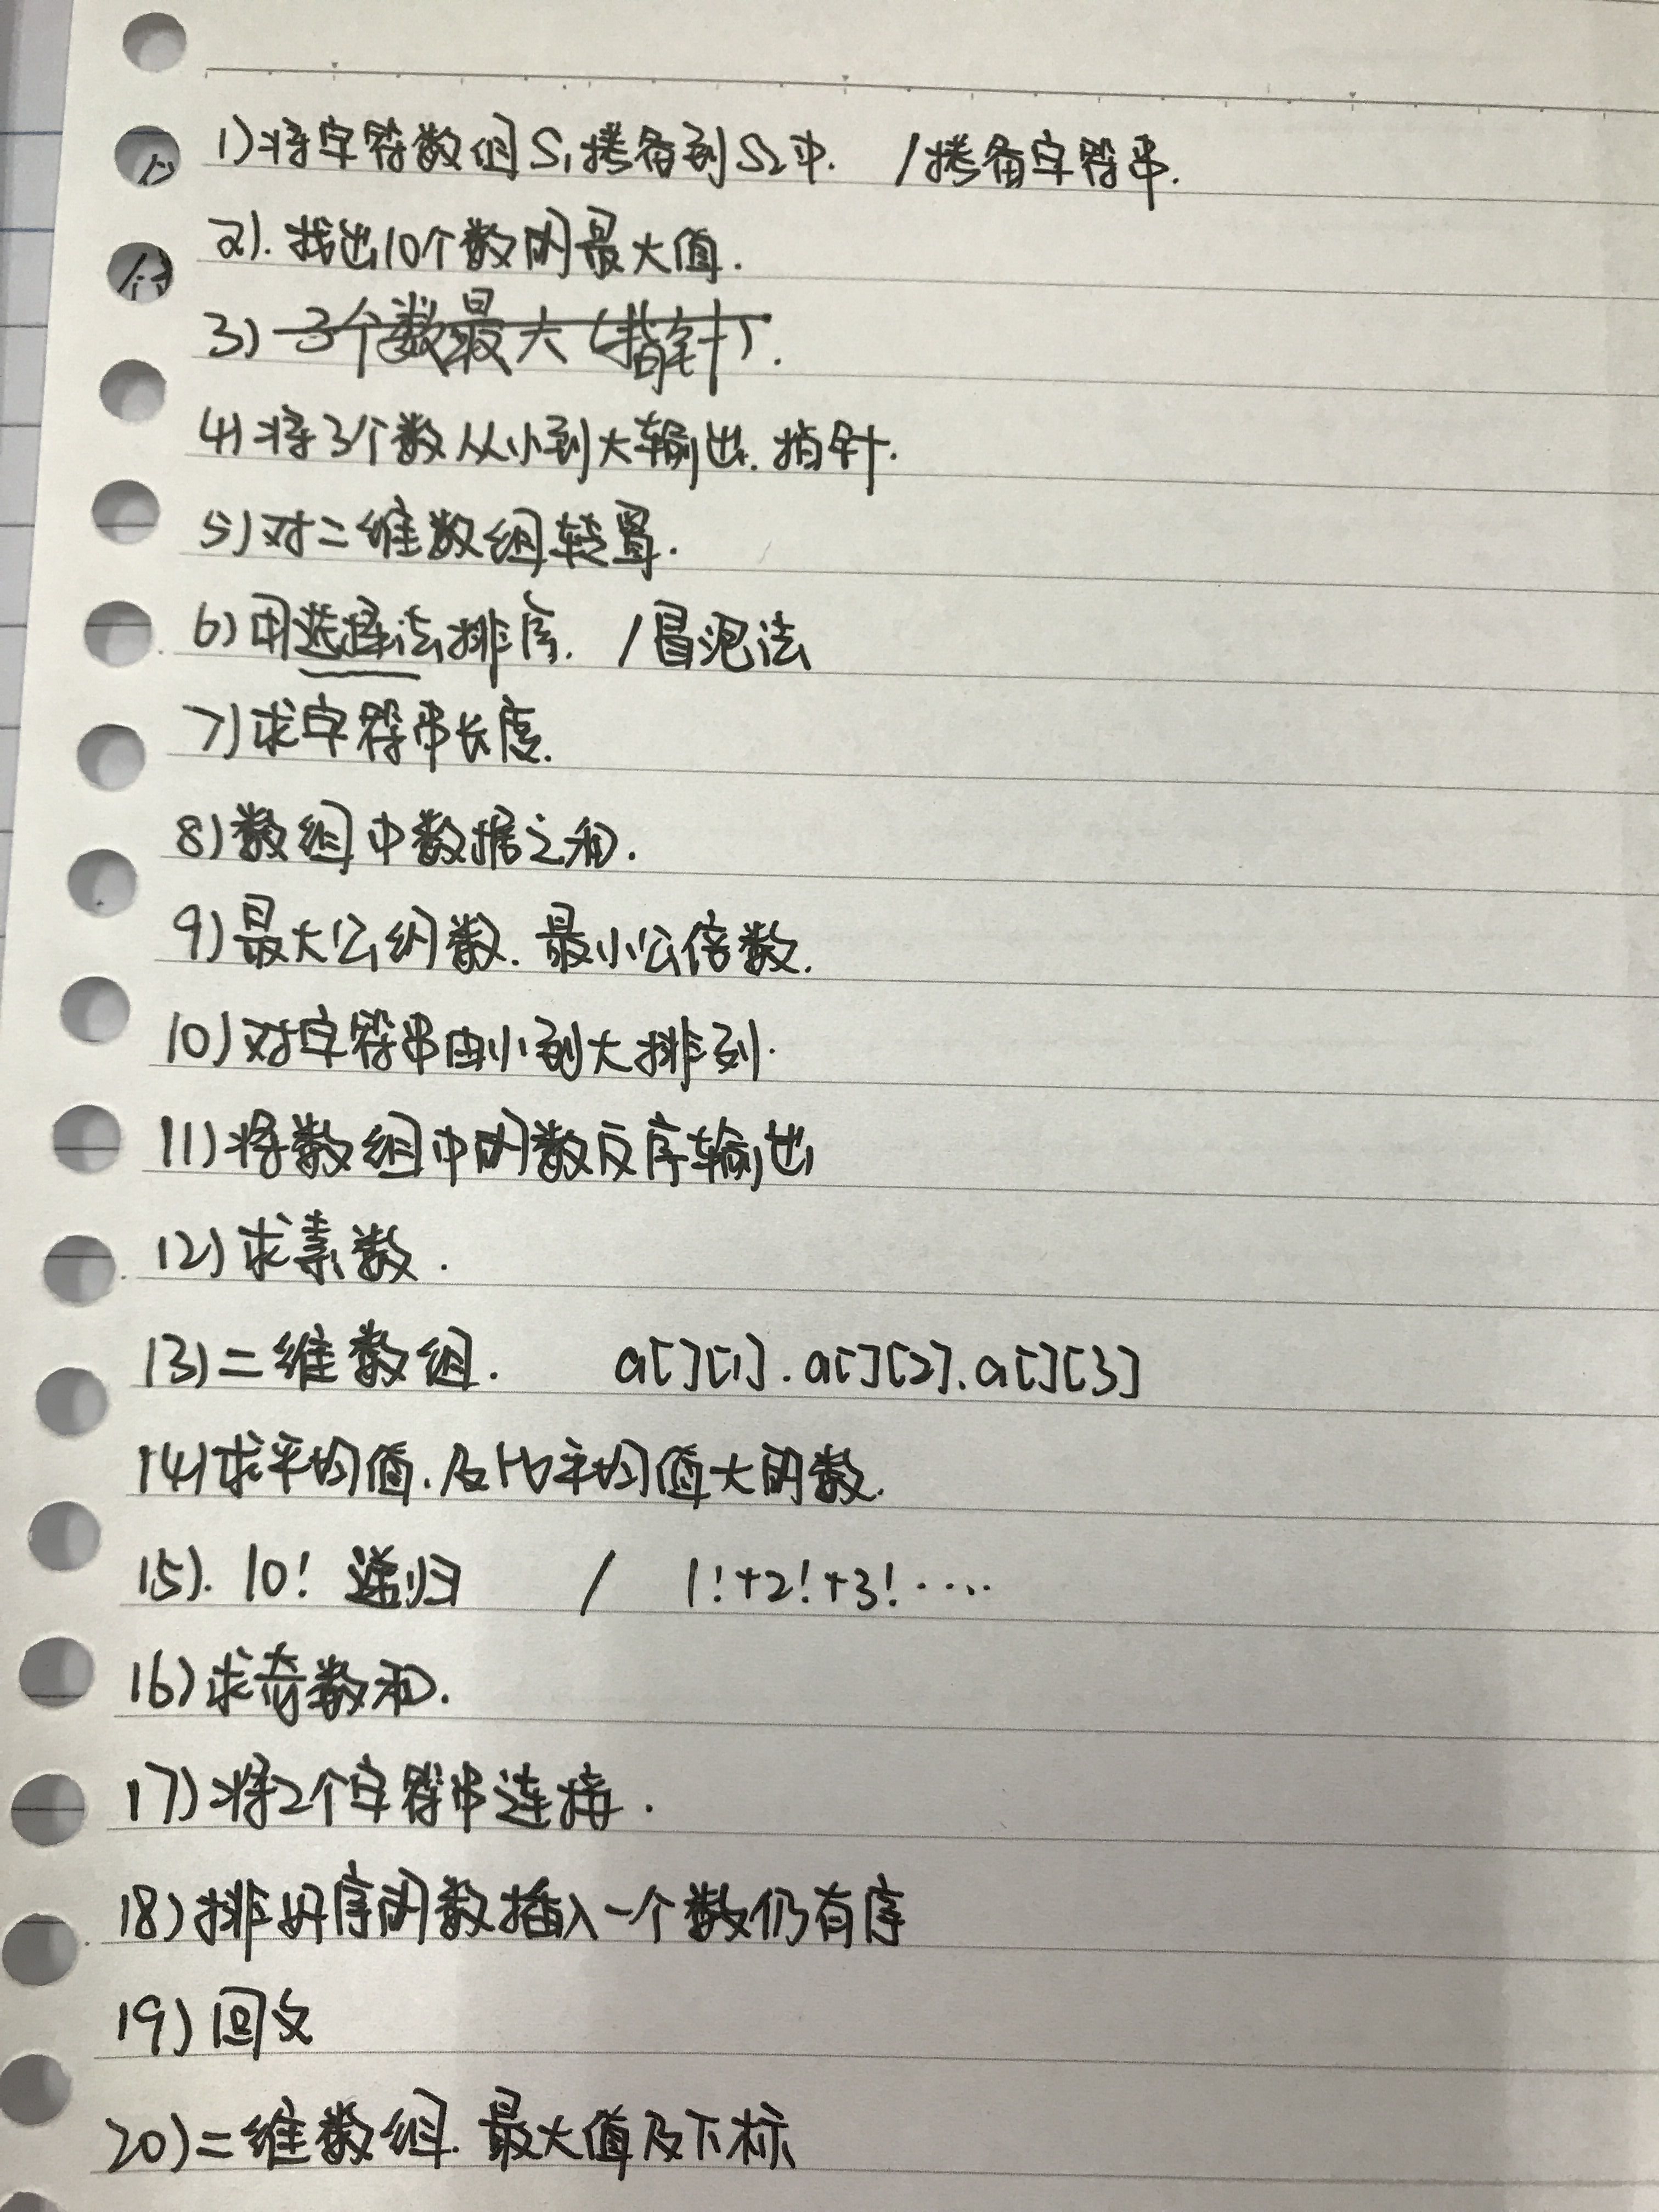 1)将字符数组S₁拷备到S₂中. /拷备字符串.
2).找出10个数的最大值.
3)3个数最大(指针).
4)将3个数从小到大输出.指针.
5)对二维数组转置.
6)用选择法排序. /冒泡法
7)求字符串长度.
8)数组中数据之和.
9)最大公约数.最小公倍数.
10)对字符串由小到大排列.
11)将数组中的数反序输出
12)求素数.
13)二维数组. a[][1].a[][2].a[][3]
14)求平均值.及比平均值大的数.
15).10!递归 / 1!+2!+3!.....
16)求奇数和.
17)将2个字符串连接.
18)排好序的数插入一个数仍有序
19)回文
20)二维数组.最大值及下标